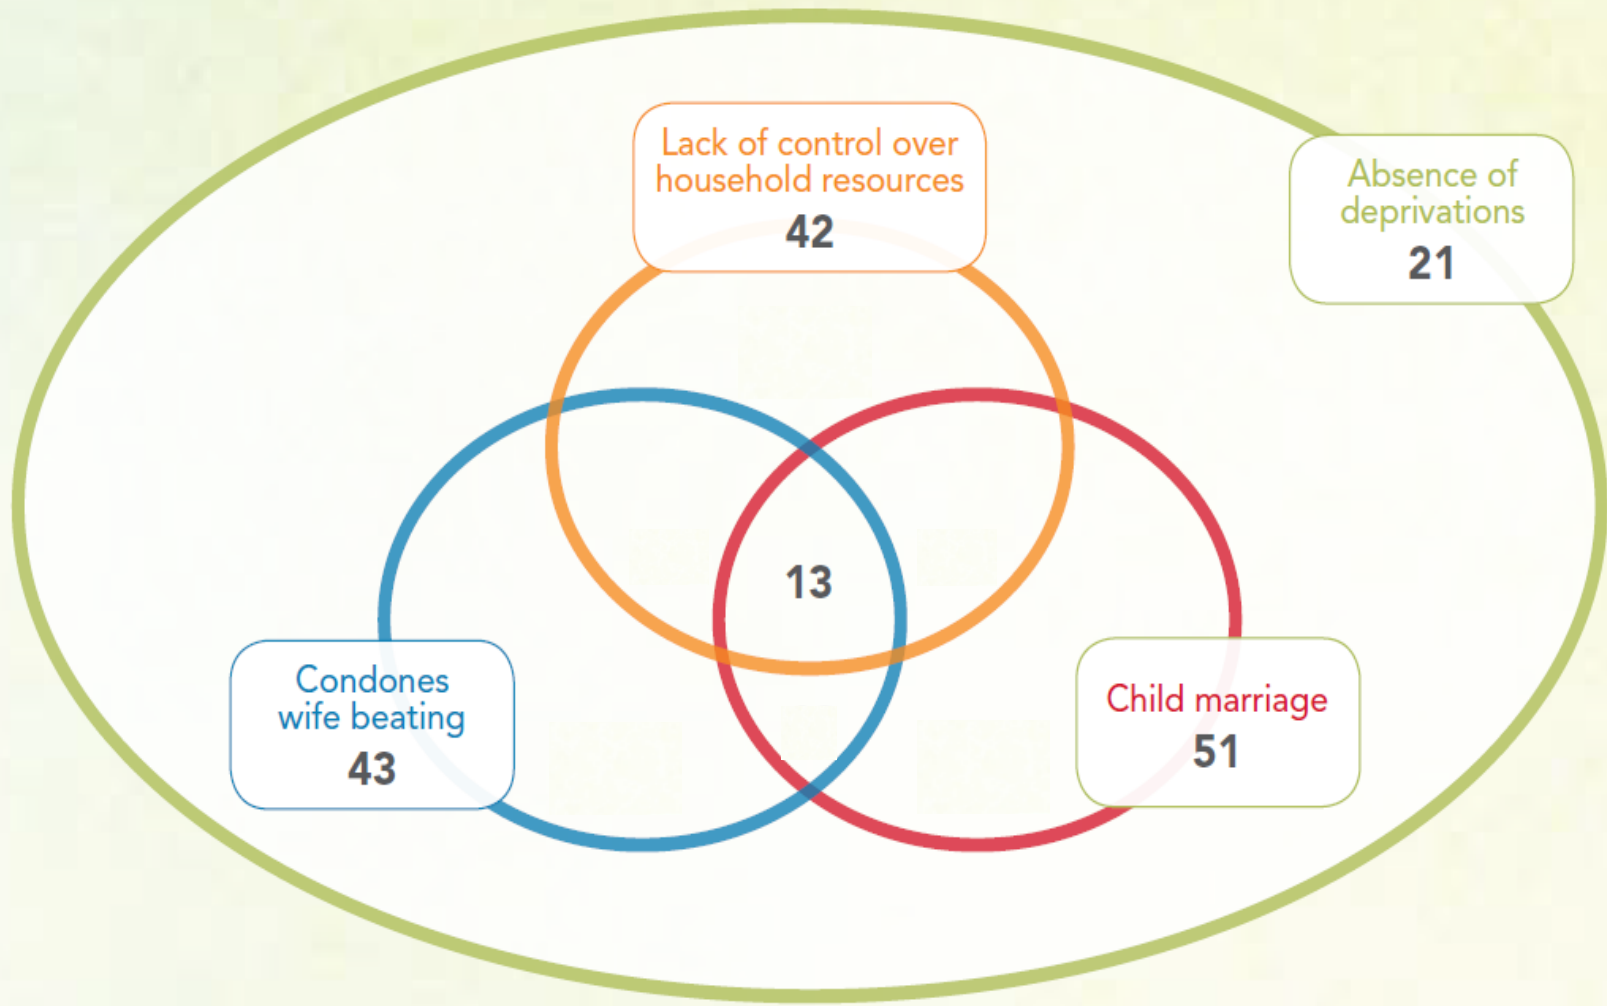 Lack of control over
household resources
42
Absence of
deprivations
21
13
Condones
wife beating
43
Child marriage
51